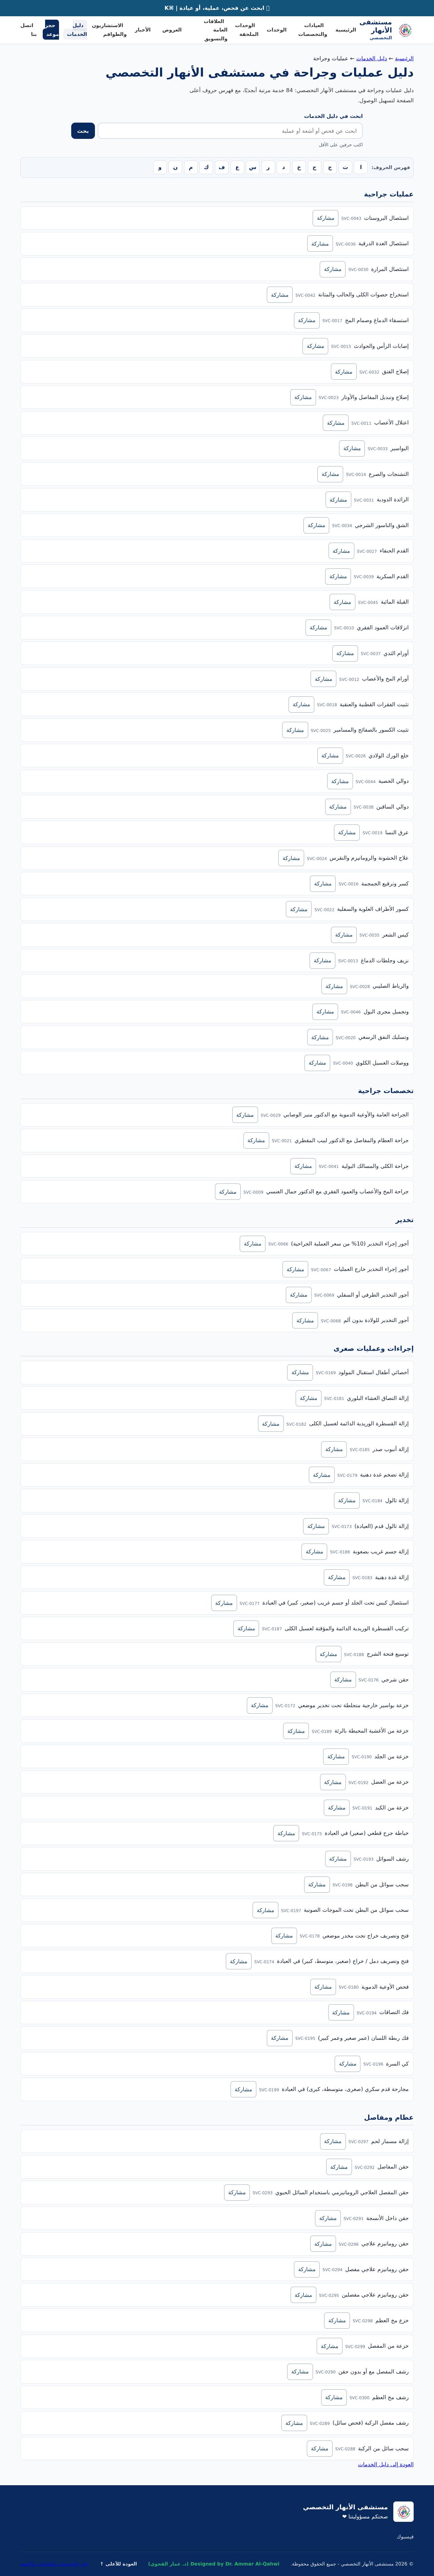 ابحث عن فحص، عملية، أو عيادة | ⌘K
مستشفى الأنهار
التخصصي
الرئيسية
العيادات والتخصصات
الوحدات
الوحدات الملحقة
العلاقات العامة والتسويق
العروض
الأخبار
الاستشاريون والطواقم
دليل الخدمات
حجز موعد
اتصل بنا
الرئيسية ← دليل الخدمات ← عمليات وجراحة
دليل عمليات وجراحة في مستشفى الأنهار التخصصي
دليل عمليات وجراحة في مستشفى الأنهار التخصصي: 84 خدمة مرتبة أبجديًا، مع فهرس حروف وأقسام واضحة لتسهيل الوصول.
ابحث في دليل الخدمات
ابحث عن فحص أو أشعة أو عملية
بحث
اكتب حرفين على الأقل
فهرس الحروف: ا ت ج ح خ د ر س ع ف ك م ن و
عمليات جراحية
استئصال البروستات SVC-0043 مشاركة
استئصال الغدة الدرقية SVC-0036 مشاركة
استئصال المرارة SVC-0030 مشاركة
استخراج حصوات الكلى والحالب والمثانة SVC-0042 مشاركة
استسقاء الدماغ وصمام المخ SVC-0017 مشاركة
إصابات الرأس والحوادث SVC-0015 مشاركة
إصلاح الفتق SVC-0032 مشاركة
إصلاح وتبديل المفاصل والأوتار SVC-0023 مشاركة
اعتلال الأعصاب SVC-0011 مشاركة
البواسير SVC-0033 مشاركة
التشنجات والصرع SVC-0014 مشاركة
الزائدة الدودية SVC-0031 مشاركة
الشق والناسور الشرجي SVC-0034 مشاركة
القدم الحنفاء SVC-0027 مشاركة
القدم السكرية SVC-0039 مشاركة
القيلة المائية SVC-0045 مشاركة
انزلاقات العمود الفقري SVC-0010 مشاركة
أورام الثدي SVC-0037 مشاركة
أورام المخ والأعصاب SVC-0012 مشاركة
تثبيت الفقرات القطنية والعنقية SVC-0018 مشاركة
تثبيت الكسور بالصفائح والمسامير SVC-0025 مشاركة
خلع الورك الولادي SVC-0026 مشاركة
دوالي الخصية SVC-0044 مشاركة
دوالي الساقين SVC-0038 مشاركة
عرق النسا SVC-0019 مشاركة
علاج الخشونة والروماتيزم والنقرس SVC-0024 مشاركة
كسر وترقيع الجمجمة SVC-0016 مشاركة
كسور الأطراف العلوية والسفلية SVC-0022 مشاركة
كيس الشعر SVC-0035 مشاركة
نزيف وجلطات الدماغ SVC-0013 مشاركة
والرباط الصليبي SVC-0028 مشاركة
وتجميل مجرى البول SVC-0046 مشاركة
وتسليك النفق الرسغي SVC-0020 مشاركة
ووصلات الغسيل الكلوي SVC-0040 مشاركة
تخصصات جراحية
الجراحة العامة والأوعية الدموية مع الدكتور منير الوصابي SVC-0029 مشاركة
جراحة العظام والمفاصل مع الدكتور لبيب المقطري SVC-0021 مشاركة
جراحة الكلى والمسالك البولية SVC-0041 مشاركة
جراحة المخ والأعصاب والعمود الفقري مع الدكتور جمال العبسي SVC-0009 مشاركة
تخدير
أجور إجراء التخدير (10% من سعر العملية الجراحية) SVC-0066 مشاركة
أجور إجراء التخدير خارج العمليات SVC-0067 مشاركة
أجور التخدير الطرفي أو السفلي SVC-0069 مشاركة
أجور التخدير للولادة بدون ألم SVC-0068 مشاركة
إجراءات وعمليات صغرى
أخصائي أطفال استقبال المولود SVC-0169 مشاركة
إزالة التصاق الغشاء البلوري SVC-0181 مشاركة
إزالة القسطرة الوريدية الدائمة لغسيل الكلى SVC-0182 مشاركة
إزالة أنبوب صدر SVC-0185 مشاركة
إزالة تضخم غدة دهنية SVC-0179 مشاركة
إزالة ثالول SVC-0184 مشاركة
إزالة ثالول قدم (العيادة) SVC-0173 مشاركة
إزالة جسم غريب بصعوبة SVC-0186 مشاركة
إزالة غدة دهنية SVC-0183 مشاركة
استئصال كيس تحت الجلد أو جسم غريب (صغير، كبير) في العيادة SVC-0177 مشاركة
تركيب القسطرة الوريدية الدائمة والمؤقتة لغسيل الكلى SVC-0187 مشاركة
توسيع فتحة الشرج SVC-0188 مشاركة
حقن شرجي SVC-0176 مشاركة
خزعة بواسير خارجية متجلطة تحت تخدير موضعي SVC-0172 مشاركة
خزعة من الأغشية المحيطة بالرئة SVC-0189 مشاركة
خزعة من الجلد SVC-0190 مشاركة
خزعة من العضل SVC-0192 مشاركة
خزعة من الكبد SVC-0191 مشاركة
خياطة جرح قطعي (صغير) في العيادة SVC-0175 مشاركة
رشف السوائل SVC-0193 مشاركة
سحب سوائل من البطن SVC-0198 مشاركة
سحب سوائل من البطن تحت الموجات الصوتية SVC-0197 مشاركة
فتح وتصريف خراج تحت مخدر موضعي SVC-0178 مشاركة
فتح وتصريف دمل / خراج (صغير، متوسط، كبير) في العيادة SVC-0174 مشاركة
فحص الأوعية الدموية SVC-0180 مشاركة
فك التصاقات SVC-0194 مشاركة
فك ربطة اللسان (عمر صغير وعمر كبير) SVC-0195 مشاركة
كي السرة SVC-0196 مشاركة
مجارحة قدم سكري (صغرى، متوسطة، كبرى) في العيادة SVC-0199 مشاركة
عظام ومفاصل
إزالة مسمار لحم SVC-0297 مشاركة
حقن المفاصل SVC-0292 مشاركة
حقن المفصل العلاجي الروماتيزمي باستخدام السائل الحيوي SVC-0293 مشاركة
حقن داخل الأنسجة SVC-0291 مشاركة
حقن روماتيزم علاجي SVC-0296 مشاركة
حقن روماتيزم علاجي مفصل SVC-0294 مشاركة
حقن روماتيزم علاجي مفصلين SVC-0295 مشاركة
خزع مخ العظم SVC-0298 مشاركة
خزعة من المفصل SVC-0299 مشاركة
رشف المفصل مع أو بدون حقن SVC-0290 مشاركة
رشف مخ العظم SVC-0300 مشاركة
رشف مفصل الركبة (فحص سائل) SVC-0289 مشاركة
سحب سائل من الركبة SVC-0288 مشاركة
العودة إلى دليل الخدمات
مستشفى الأنهار التخصصي
صحتكم مسؤوليتنا ❤
فيسبوك
© 2026 مستشفى الأنهار التخصصي - جميع الحقوق محفوظة.
Designed by Dr. Ammar Al-Qahwi (د. عمار القهوي)
العودة للأعلى ↑